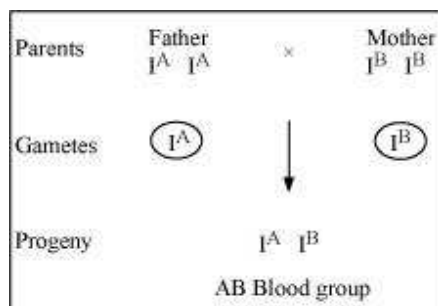 Father Mother
Parents ×
I^A I^A I^B I^B
Gametes I^A I^B
Progeny I^A I^B
AB Blood group